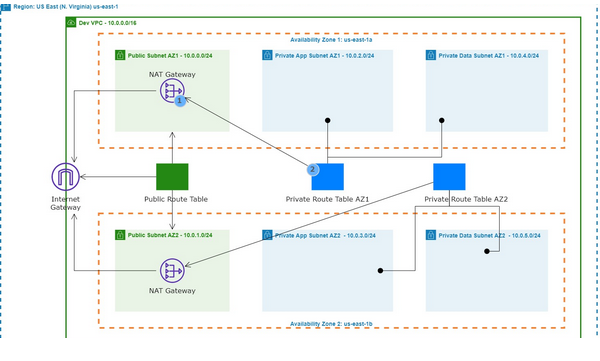 Region: US East (N. Virginia) us-east-1
Dev VPC - 10.0.0.0/16
Availability Zone 1: us-east-1a
Public Subnet AZ1 - 10.0.0.0/24
Private App Subnet AZ1 - 10.0.2.0/24
Private Data Subnet AZ1 - 10.0.4.0/24
NAT Gateway
1
2
Internet
Gateway
Public Route Table
Private Route Table AZ1
Private Route Table AZ2
Public Subnet AZ2 - 10.0.1.0/24
Private App Subnet AZ2 - 10.0.3.0/24
Private Data Subnet AZ2 - 10.0.5.0/24
NAT Gateway
Availability Zone 2: us-east-1b